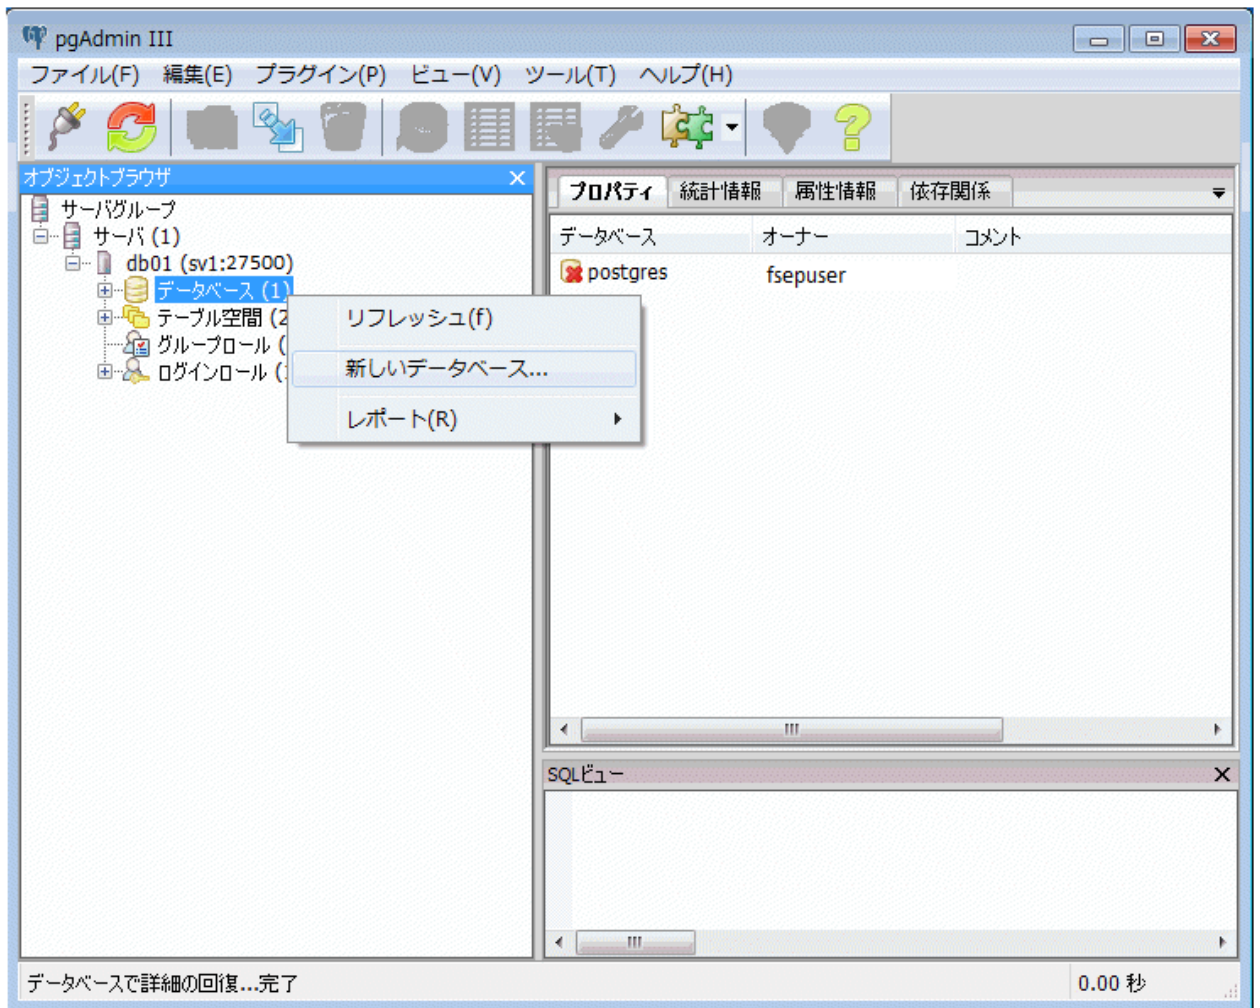 pgAdmin III
ファイル(F) 編集(E) プラグイン(P) ビュー(V) ツール(T) ヘルプ(H)
オブジェクトブラウザ
サーバグループ
サーバ (1)
db01 (sv1:27500)
データベース (1)
テーブル空間 (2
グループロール (
ログインロール (
リフレッシュ(f)
新しいデータベース...
レポート(R)
プロパティ 統計情報 属性情報 依存関係
データベース オーナー コメント
postgres fsepuser
SQLビュー
データベースで詳細の回復...完了 0.00 秒